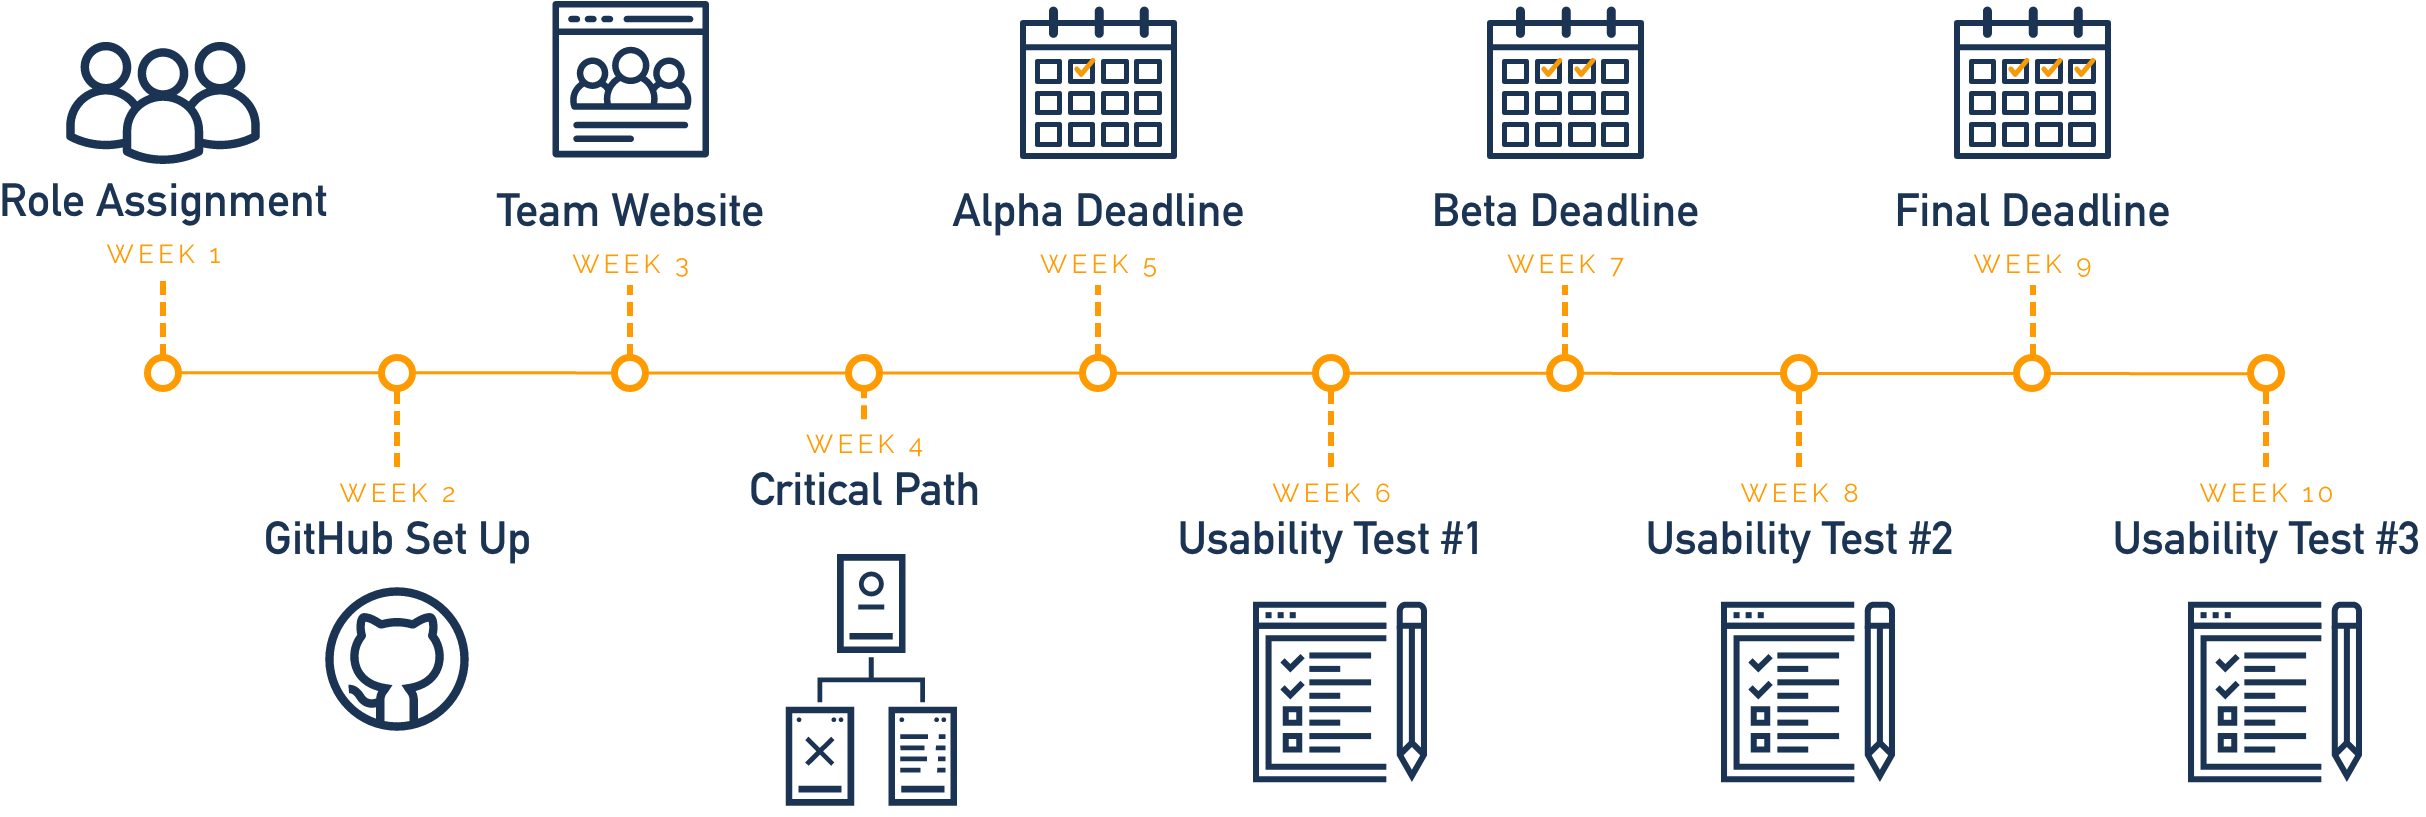 Role Assignment
WEEK 1
Team Website
WEEK 3
Alpha Deadline
WEEK 5
Beta Deadline
WEEK 7
Final Deadline
WEEK 9
WEEK 2
GitHub Set Up
WEEK 4
Critical Path
WEEK 6
Usability Test #1
WEEK 8
Usability Test #2
WEEK 10
Usability Test #3